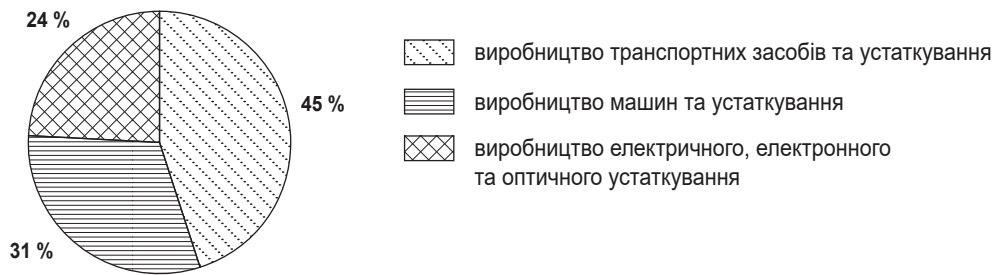 24 %
виробництво транспортних засобів та устаткування
45 %
виробництво машин та устаткування
виробництво електричного, електронного
та оптичного устаткування
31 %